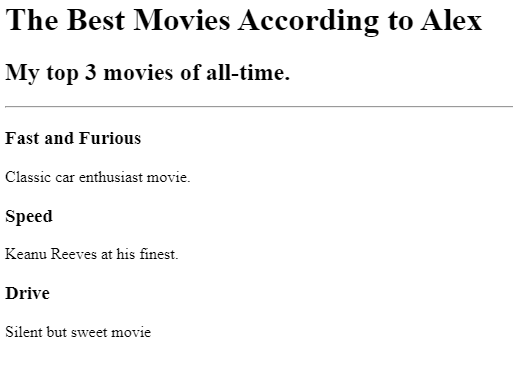 The Best Movies According to Alex
My top 3 movies of all-time.
Fast and Furious
Classic car enthusiast movie.
Speed
Keanu Reeves at his finest.
Drive
Silent but sweet movie